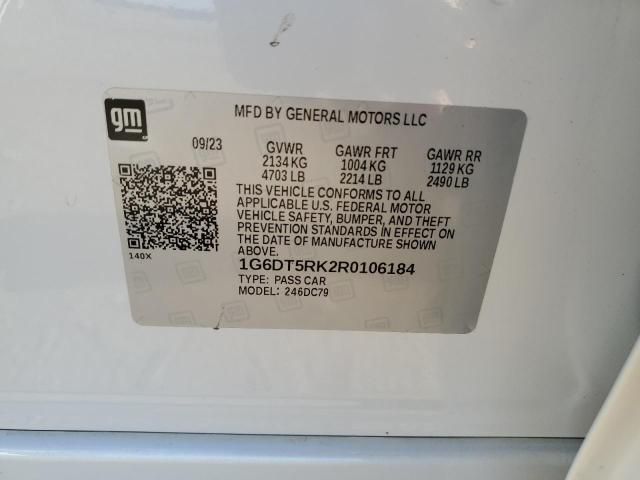 gm
MFD BY GENERAL MOTORS LLC
09/23 GVWR GAWR FRT GAWR RR
2134 KG 1004 KG 1129 KG
4703 LB 2214 LB 2490 LB
THIS VEHICLE CONFORMS TO ALL
APPLICABLE U.S. FEDERAL MOTOR
VEHICLE SAFETY, BUMPER, AND THEFT
PREVENTION STANDARDS IN EFFECT ON
THE DATE OF MANUFACTURE SHOWN
ABOVE.
140X
1G6DT5RK2R0106184
TYPE: PASS CAR
MODEL: 246DC79